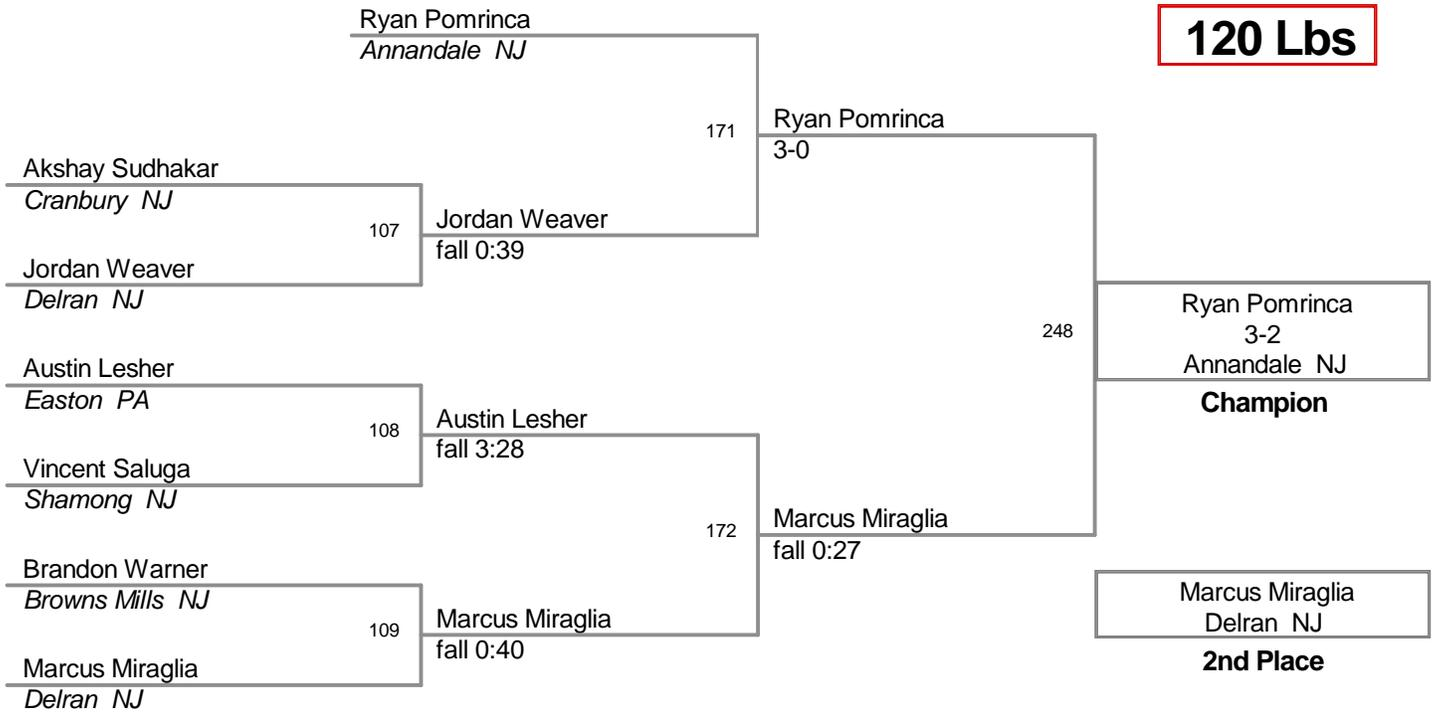 Ryan Pomrinca
Annandale NJ
120 Lbs
171
Ryan Pomrinca
3-0
Akshay Sudhakar
Cranbury NJ
107
Jordan Weaver
fall 0:39
Jordan Weaver
Delran NJ
248
Ryan Pomrinca
3-2
Annandale NJ
Champion
Austin Lesher
Easton PA
108
Austin Lesher
fall 3:28
Vincent Saluga
Shamong NJ
172
Marcus Miraglia
fall 0:27
Brandon Warner
Browns Mills NJ
109
Marcus Miraglia
fall 0:40
Marcus Miraglia
Delran NJ
Marcus Miraglia
Delran NJ
2nd Place